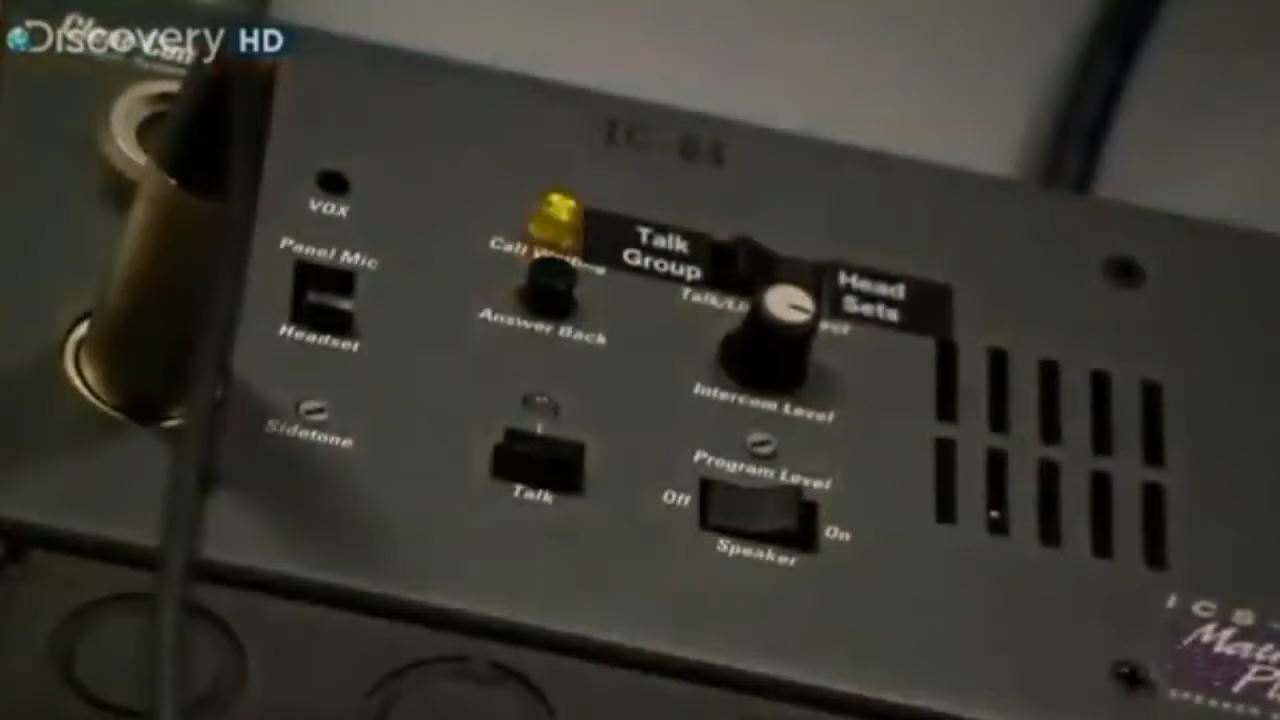 Discovery HD
VOX
Panel Mic
Headset
Sidetone
Call Waiting
Answer Back
Talk
Group
Head
Sets
Intercom Level
Program Level
Off
On
Speaker
Talk
ICS